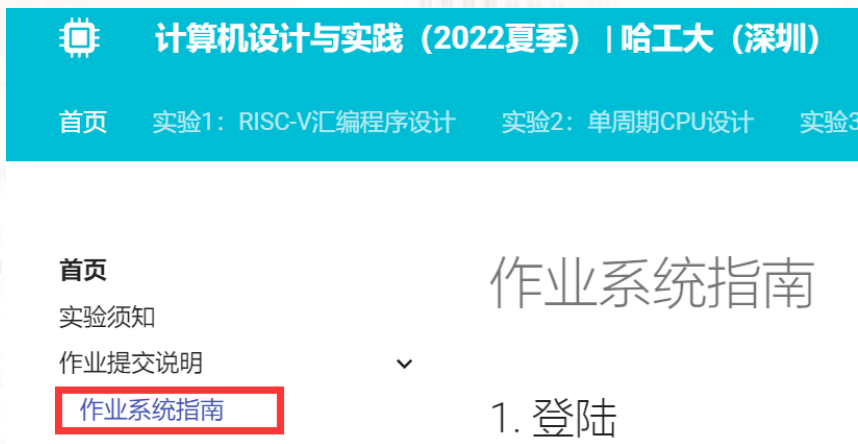 计算机设计与实践（2022夏季）｜哈工大（深圳）
首页 实验1：RISC-V汇编程序设计 实验2：单周期CPU设计 实验3
首页
实验须知
作业提交说明
作业系统指南
作业系统指南
1. 登陆